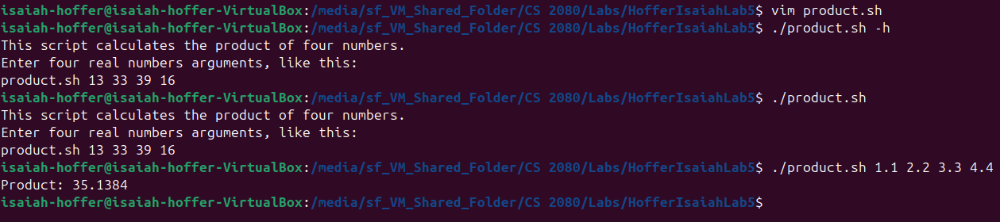 isaiah-hoffer@isaiah-hoffer-VirtualBox:/media/sf_VM_Shared_Folder/CS 2080/Labs/HofferIsaiahLab5$ vim product.sh
isaiah-hoffer@isaiah-hoffer-VirtualBox:/media/sf_VM_Shared_Folder/CS 2080/Labs/HofferIsaiahLab5$ ./product.sh -h
This script calculates the product of four numbers.
Enter four real numbers arguments, like this:
product.sh 13 33 39 16
isaiah-hoffer@isaiah-hoffer-VirtualBox:/media/sf_VM_Shared_Folder/CS 2080/Labs/HofferIsaiahLab5$ ./product.sh
This script calculates the product of four numbers.
Enter four real numbers arguments, like this:
product.sh 13 33 39 16
isaiah-hoffer@isaiah-hoffer-VirtualBox:/media/sf_VM_Shared_Folder/CS 2080/Labs/HofferIsaiahLab5$ ./product.sh 1.1 2.2 3.3 4.4
Product: 35.1384
isaiah-hoffer@isaiah-hoffer-VirtualBox:/media/sf_VM_Shared_Folder/CS 2080/Labs/HofferIsaiahLab5$